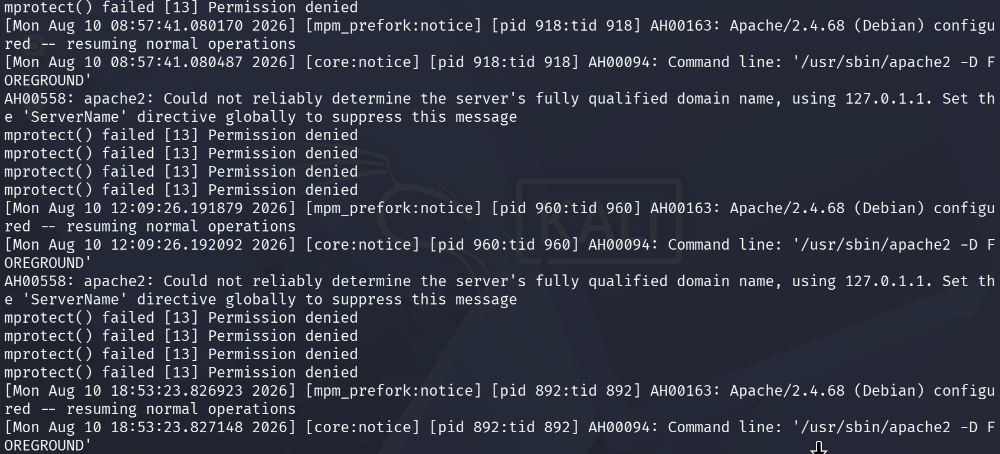 mprotect() failed [13] Permission denied
[Mon Aug 10 08:57:41.080170 2026] [mpm_prefork:notice] [pid 918:tid 918] AH00163: Apache/2.4.68 (Debian) configu
red -- resuming normal operations
[Mon Aug 10 08:57:41.080487 2026] [core:notice] [pid 918:tid 918] AH00094: Command line: '/usr/sbin/apache2 -D F
OREGROUND'
AH00558: apache2: Could not reliably determine the server's fully qualified domain name, using 127.0.1.1. Set th
e 'ServerName' directive globally to suppress this message
mprotect() failed [13] Permission denied
mprotect() failed [13] Permission denied
mprotect() failed [13] Permission denied
mprotect() failed [13] Permission denied
[Mon Aug 10 12:09:26.191879 2026] [mpm_prefork:notice] [pid 960:tid 960] AH00163: Apache/2.4.68 (Debian) configu
red -- resuming normal operations
[Mon Aug 10 12:09:26.192092 2026] [core:notice] [pid 960:tid 960] AH00094: Command line: '/usr/sbin/apache2 -D F
OREGROUND'
AH00558: apache2: Could not reliably determine the server's fully qualified domain name, using 127.0.1.1. Set th
e 'ServerName' directive globally to suppress this message
mprotect() failed [13] Permission denied
mprotect() failed [13] Permission denied
mprotect() failed [13] Permission denied
mprotect() failed [13] Permission denied
[Mon Aug 10 18:53:23.826923 2026] [mpm_prefork:notice] [pid 892:tid 892] AH00163: Apache/2.4.68 (Debian) configu
red -- resuming normal operations
[Mon Aug 10 18:53:23.827148 2026] [core:notice] [pid 892:tid 892] AH00094: Command line: '/usr/sbin/apache2 -D F
OREGROUND'
KALI